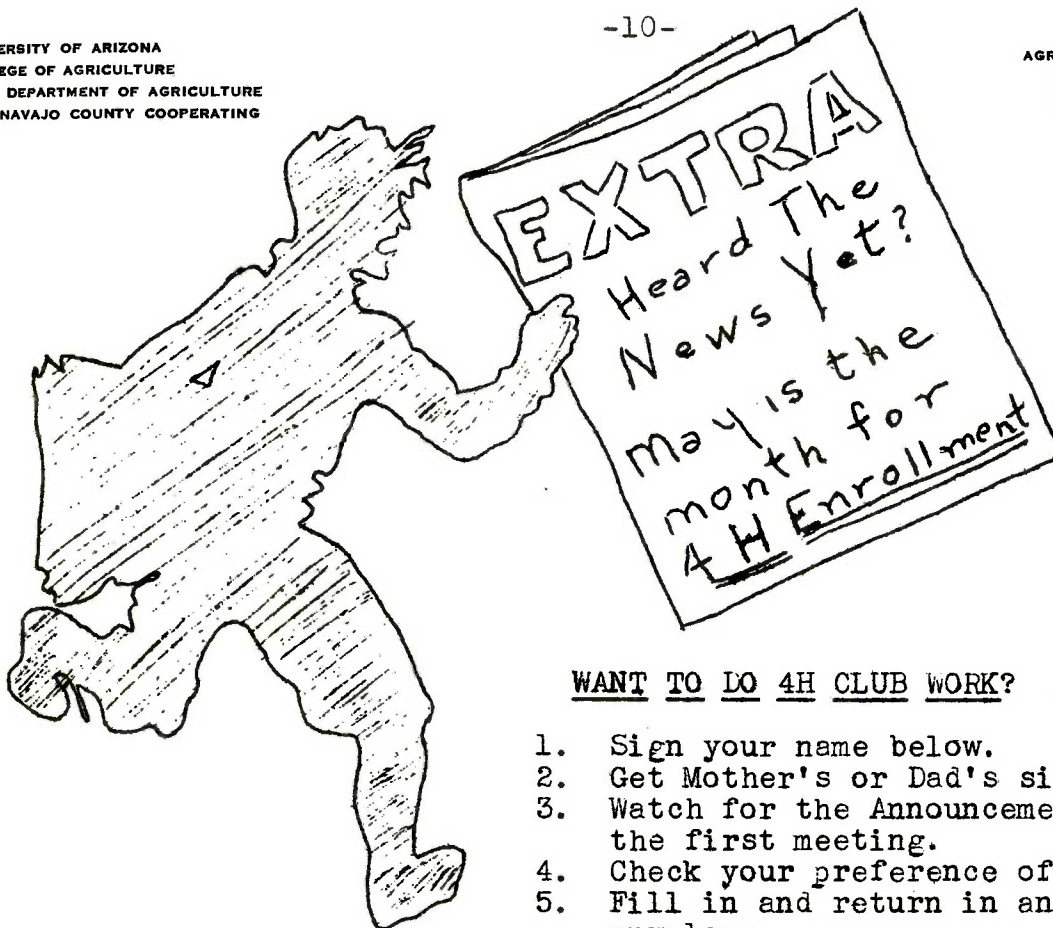 -10-
ERSITY OF ARIZONA
EGE OF AGRICULTURE
DEPARTMENT OF AGRICULTURE
NAVAJO COUNTY COOPERATING
AGR
EXTRA
Heard The
News Yet?
May is the
month for
4 H Enrollment
WANT TO DO 4H CLUB WORK?
1. Sign your name below.
2. Get Mother's or Dad's si
3. Watch for the Announceme
the first meeting.
4. Check your preference of
5. Fill in and return in an